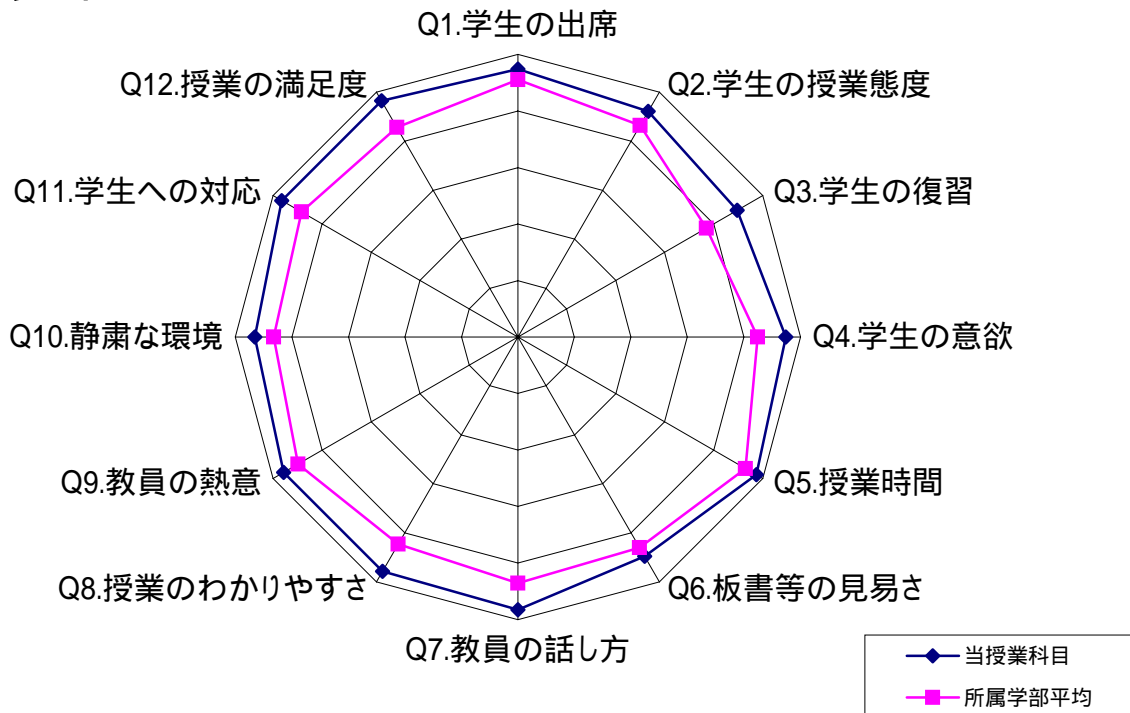 Q1.学生の出席
Q2.学生の授業態度
Q3.学生の復習
Q4.学生の意欲
Q5.授業時間
Q6.板書等の見易さ
Q7.教員の話し方
Q8.授業のわかりやすさ
Q9.教員の熱意
Q10.静粛な環境
Q11.学生への対応
Q12.授業の満足度
当授業科目
所属学部平均